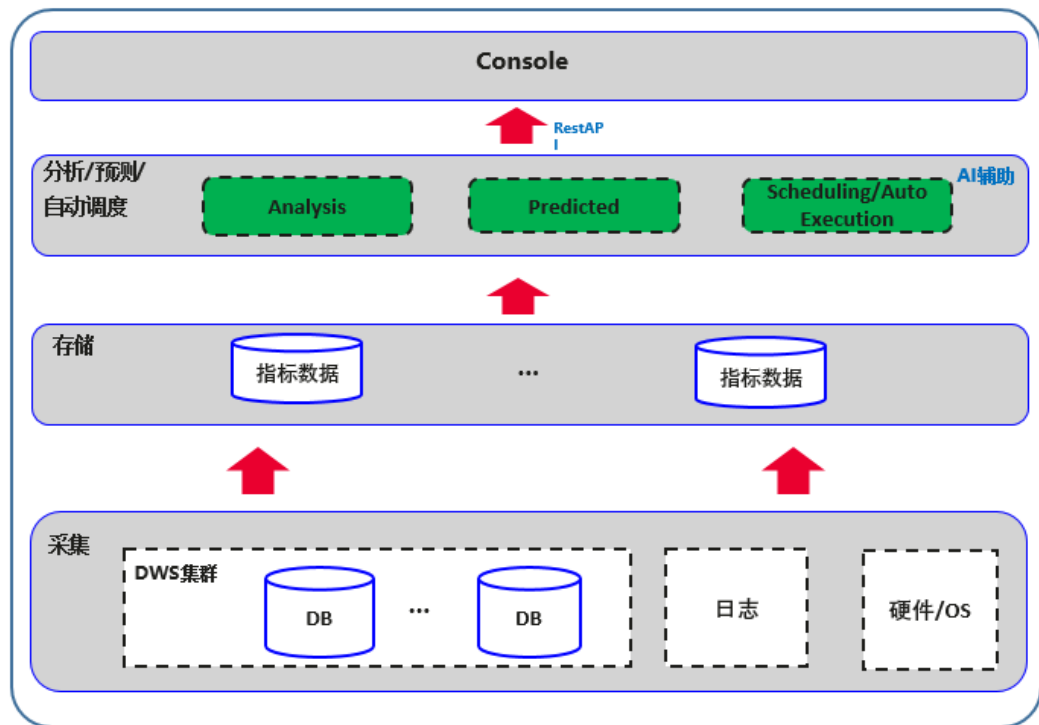 Console
RestAP
I
分析/预测/
自动调度
AI辅助
Analysis
Predicted
Scheduling/Auto
Execution
存储
指标数据
...
指标数据
采集
DWS集群
DB
...
DB
日志
硬件/OS